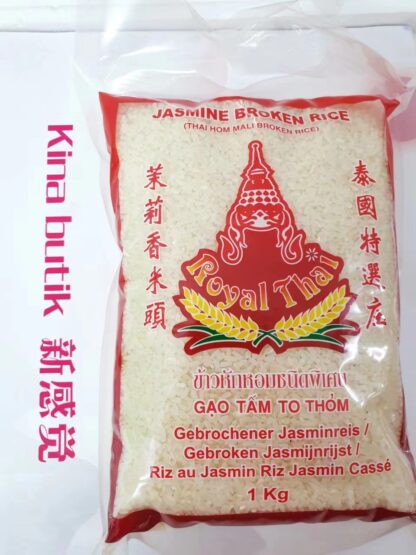 JASMINE BROKEN RICE
(THAI HOM MALI BROKEN RICE)
茉莉香米頭
泰國特選庄
Royal Thai
ข้าวหักหอมชนิดพิเศษ
GẠO TẤM TO THỎM
Gebrochener Jasminreis /
Gebroken Jasmijnrijst /
Riz au Jasmin Riz Jasmin Cassé
1 Kg
Kina butik 新感觉